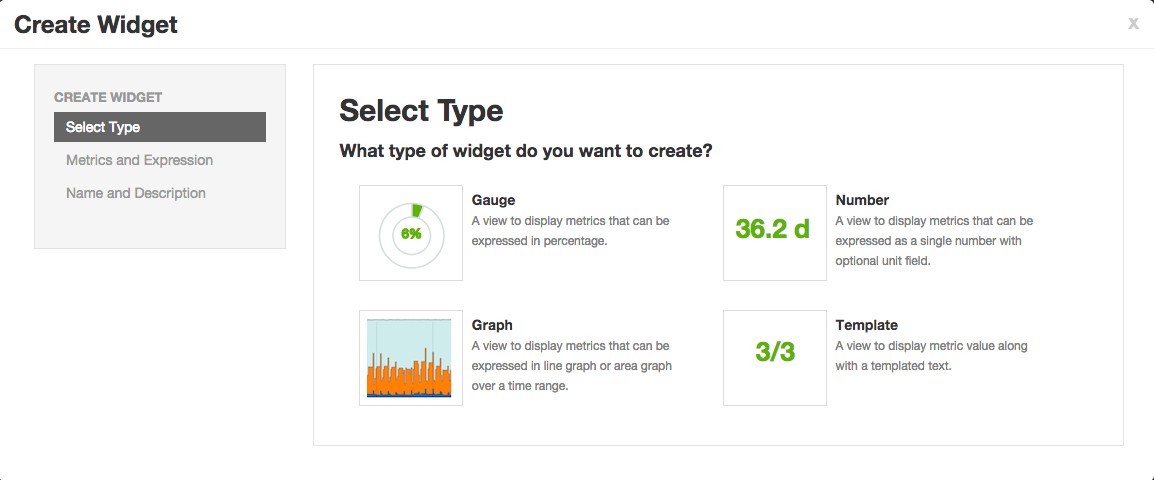 Create Widget
x
CREATE WIDGET
Select Type
Metrics and Expression
Name and Description
Select Type
What type of widget do you want to create?
6%
Gauge
A view to display metrics that can be
expressed in percentage.
36.2 d
Number
A view to display metrics that can be
expressed as a single number with
optional unit field.
Graph
A view to display metrics that can be
expressed in line graph or area graph
over a time range.
3/3
Template
A view to display metric value along
with a templated text.